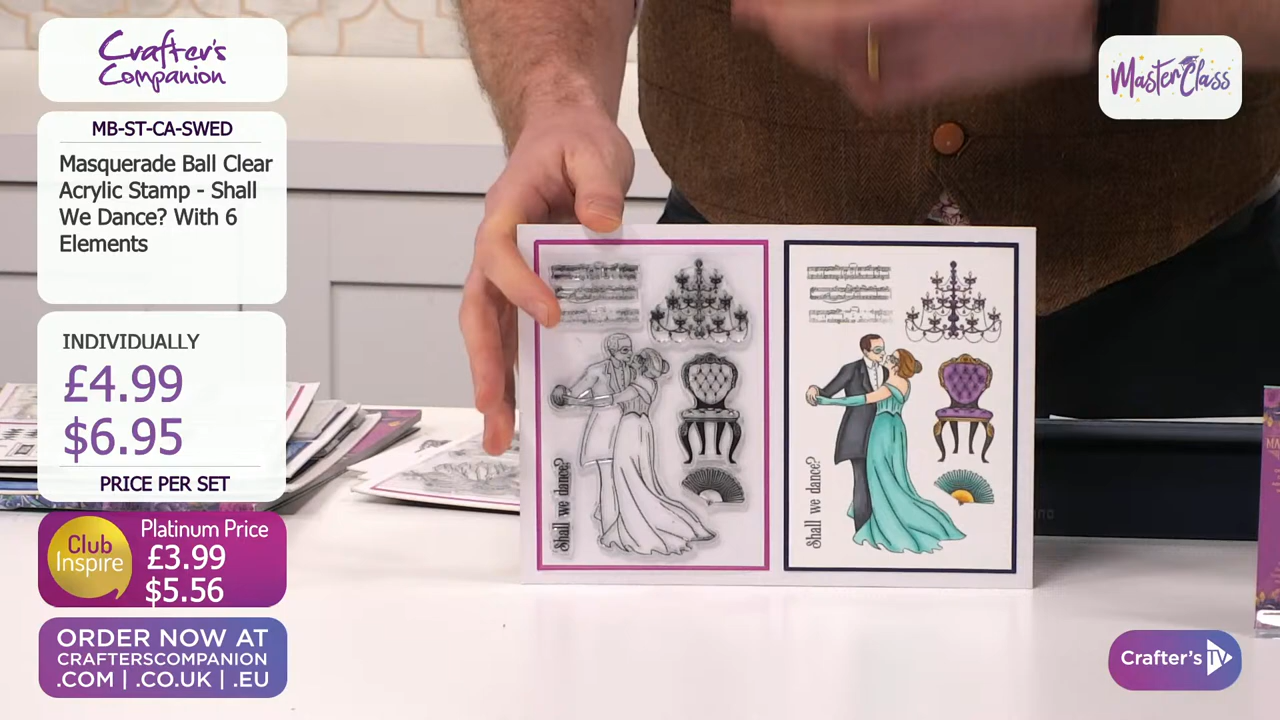 Crafter's
Companion
MB-ST-CA-SWED
Masquerade Ball Clear
Acrylic Stamp - Shall
We Dance? With 6
Elements
INDIVIDUALLY
£4.99
$6.95
PRICE PER SET
Club
Inspire
Platinum Price
£3.99
$5.56
ORDER NOW AT
CRAFTERSCOMPANION
.COM | .CO.UK | .EU
MasterClass
Shall we dance?
Shall we dance?
Crafter's TV